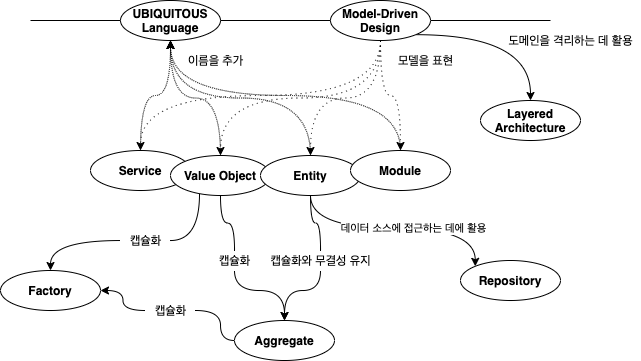 UBIQUITOUS
Language
Model-Driven
Design
도메인을 격리하는 데 활용
이름을 추가
모델을 표현
Layered
Architecture
Service
Value Object
Entity
Module
데이터 소스에 접근하는 데에 활용
캡슐화
캡슐화
캡슐화와 무결성 유지
Factory
Repository
캡슐화
Aggregate